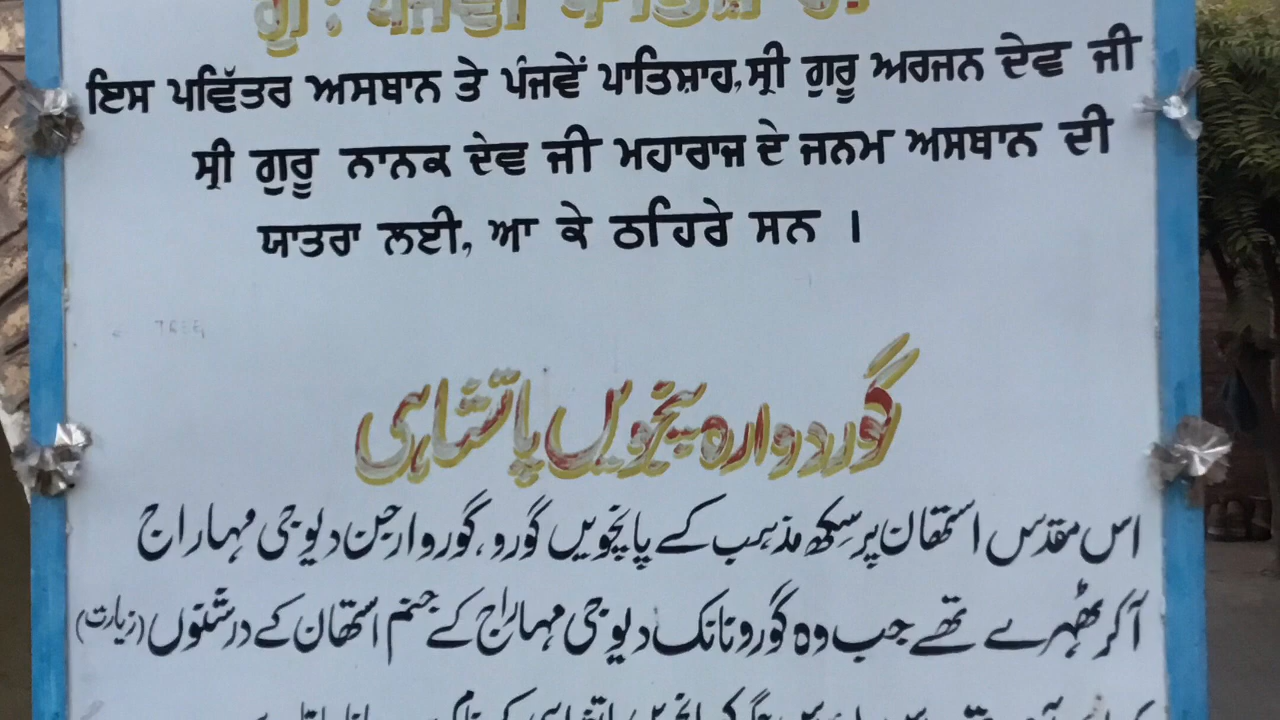 ਗੁ: ਪੰਜਵੀਂ ਪਾਤਿਸ਼ਾਹੀ
ਇਸ ਪਵਿੱਤਰ ਅਸਥਾਨ ਤੇ ਪੰਜਵੇਂ ਪਾਤਿਸ਼ਾਹ, ਸ੍ਰੀ ਗੁਰੂ ਅਰਜਨ ਦੇਵ ਜੀ
ਸ੍ਰੀ ਗੁਰੂ ਨਾਨਕ ਦੇਵ ਜੀ ਮਹਾਰਾਜ ਦੇ ਜਨਮ ਅਸਥਾਨ ਦੀ
ਯਾਤਰਾ ਲਈ, ਆ ਕੇ ਠਹਿਰੇ ਸਨ ।
گوردوارہ پنجویں پاتشاہی
اس مقدس استھان پر سکھ مذہب کے پانچویں گورو، گورو ارجن دیو جی مہاراج
آ کر ٹھہرے تھے جب وہ گورو نانک دیو جی مہاراج کے جنم استھان کے درشنوں (زیارت)